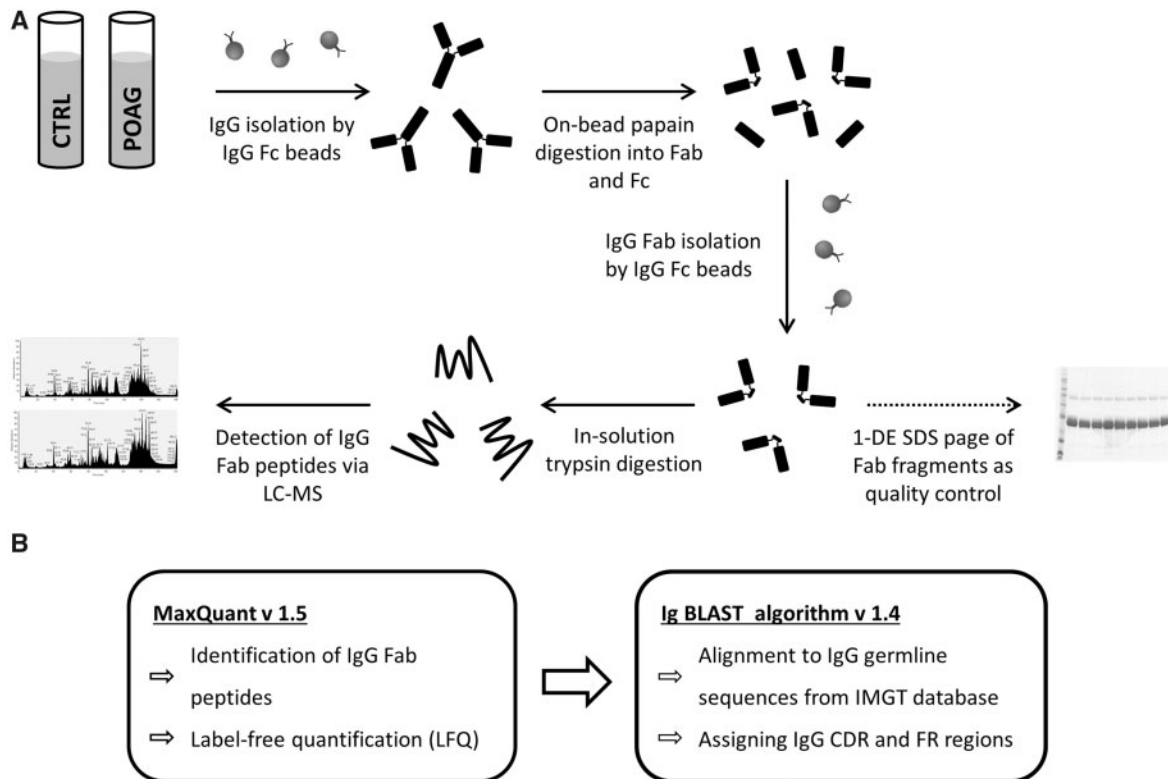 A
CTRL
POAG
IgG isolation by
IgG Fc beads
On-bead papain
digestion into Fab
and Fc
IgG Fab isolation
by IgG Fc beads
Detection of IgG
Fab peptides via
LC-MS
In-solution
trypsin digestion
1-DE SDS page of
Fab fragments as
quality control
B
MaxQuant v 1.5
⇨ Identification of IgG Fab
peptides
⇨ Label-free quantification (LFQ)
Ig BLAST algorithm v 1.4
⇨ Alignment to IgG germline
sequences from IMGT database
⇨ Assigning IgG CDR and FR regions